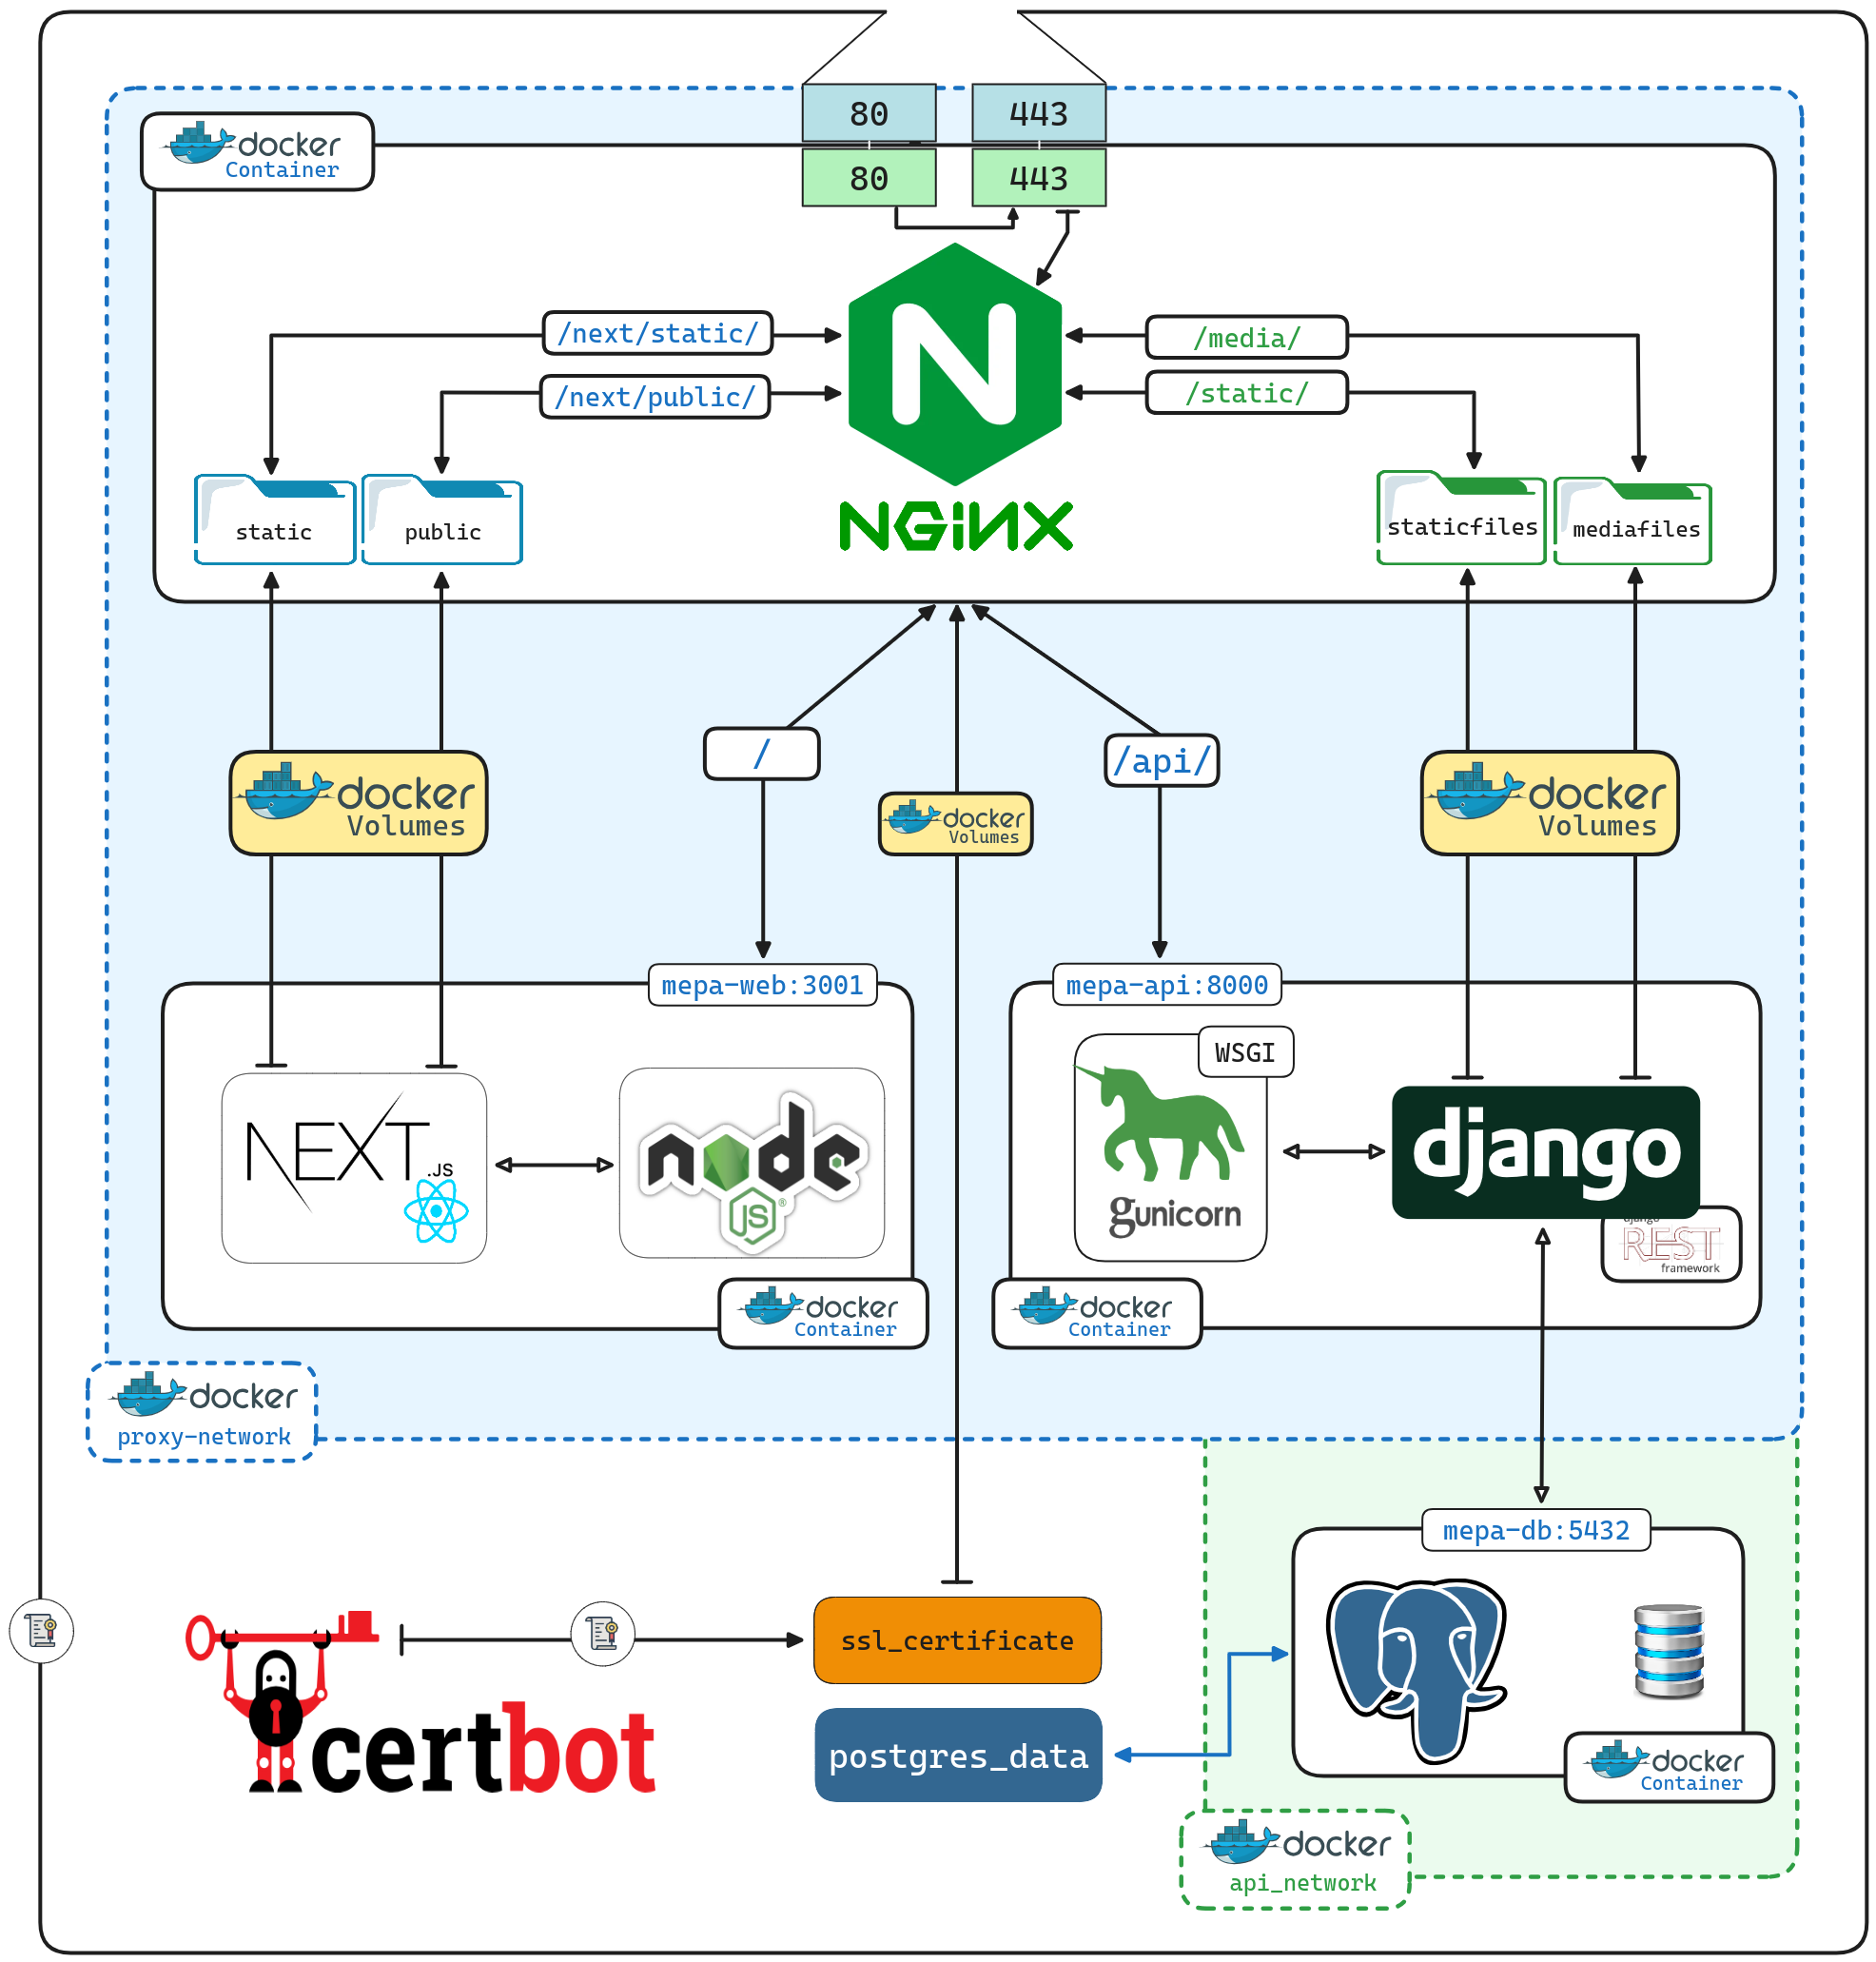 80
443
docker
Container
80
443
/next/static/
/media/
/next/public/
/static/
static
public
NGiNX
staticfiles
mediafiles
/
/api/
docker
Volumes
docker
Volumes
docker
Volumes
mepa-web:3001
mepa-api:8000
WSGI
NEXT
.JS
node
JS
®
gunicorn
django
django
REST
framework
docker
Container
docker
Container
docker
proxy-network
mepa-db:5432
ssl_certificate
certbot
postgres_data
docker
Container
docker
api_network